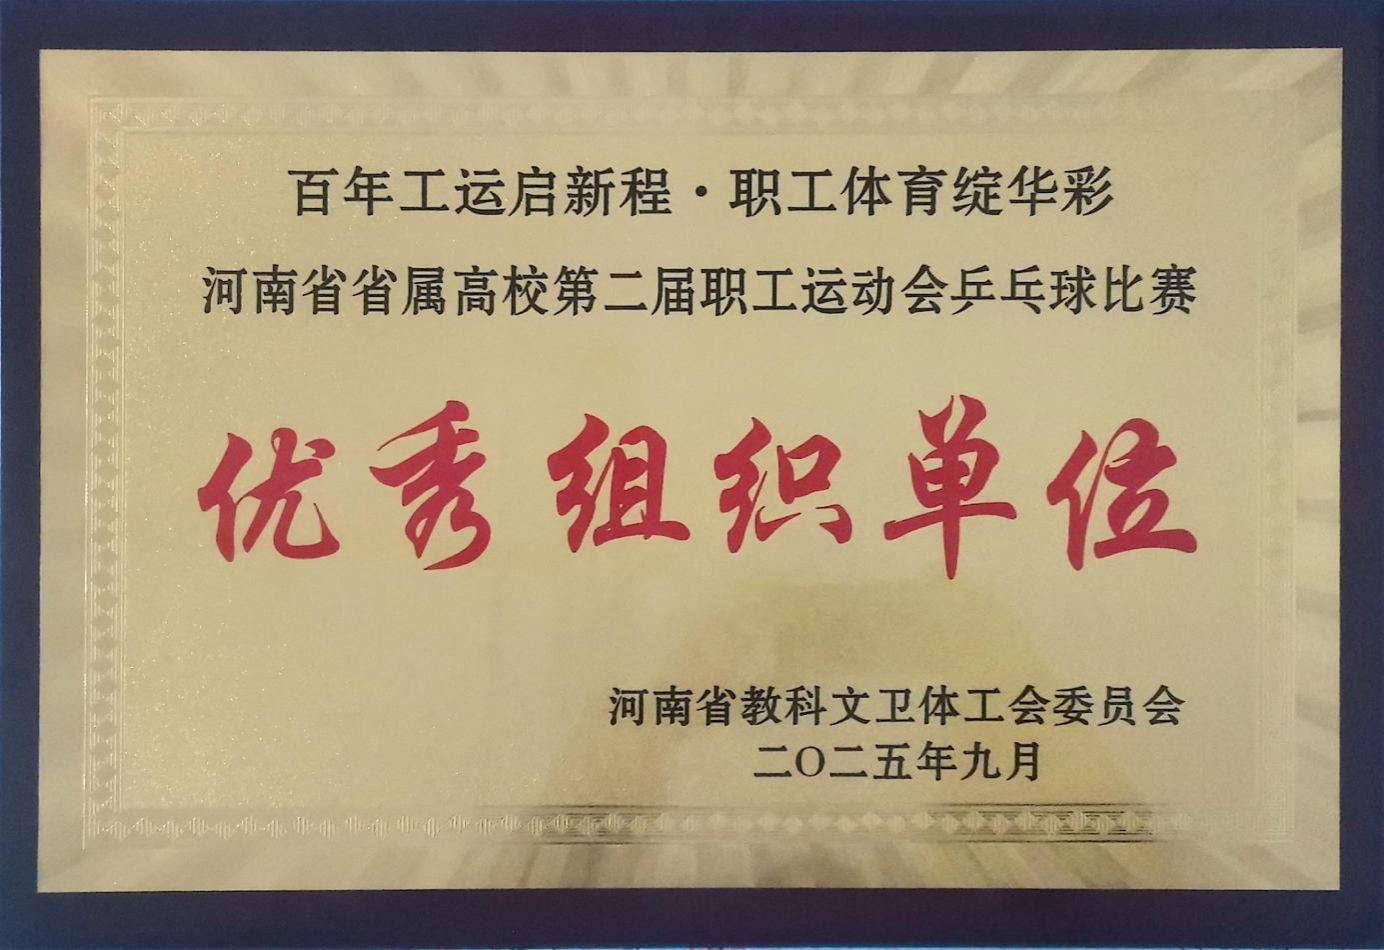 百年工运启新程·职工体育绽华彩
河南省省属高校第二届职工运动会乒乓球比赛
优秀组织单位
河南省教科文卫体工会委员会
二〇二五年九月